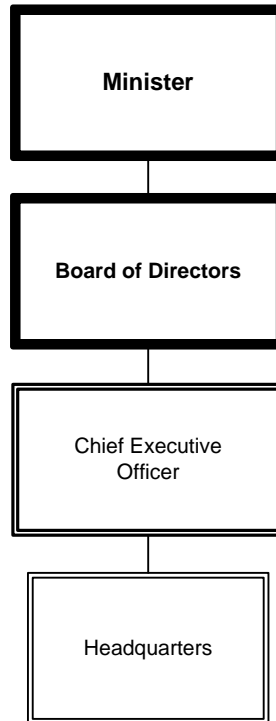 Minister
Board of Directors
Chief Executive
Officer
Headquarters